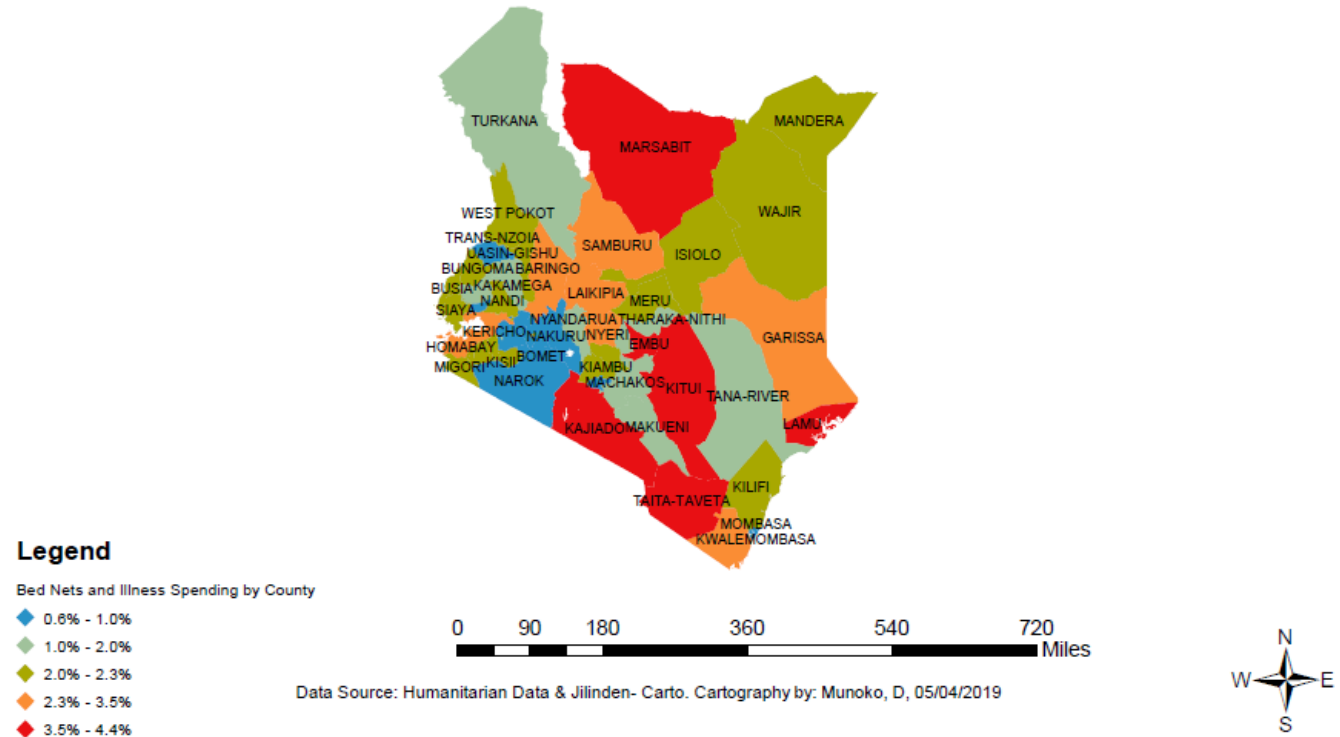 TURKANA
MANDERA
MARSABIT
WAJIR
WEST POKOT
TRANS-NZOIA
SAMBURU
UASIN-GISHU
ISIOLO
BUNGOMA
BARINGO
BUSIA
KAKAMEGA
LAIKIPIA
NANDI
MERU
SIAYA
NYANDARUA
THARAKA-NITHI
KERICHO
NAKURU
NYERI
GARISSA
EMBU
HOMABAY
KISII
BOMET
MIGORI
KIAMBU
NAROK
MACHAKOS
KITUI
TANA-RIVER
LAMU
KAJIADO
MAKUENI
KILIFI
TAITA-TAVETA
MOMBASA
KWALEMOMBASA
Legend
Bed Nets and Illness Spending by County
0.6% - 1.0%
1.0% - 2.0%
2.0% - 2.3%
2.3% - 3.5%
3.5% - 4.4%
0 90 180 360 540 720
Miles
Data Source: Humanitarian Data & Jilinden- Carto. Cartography by: Munoko, D, 05/04/2019
N
W E
S